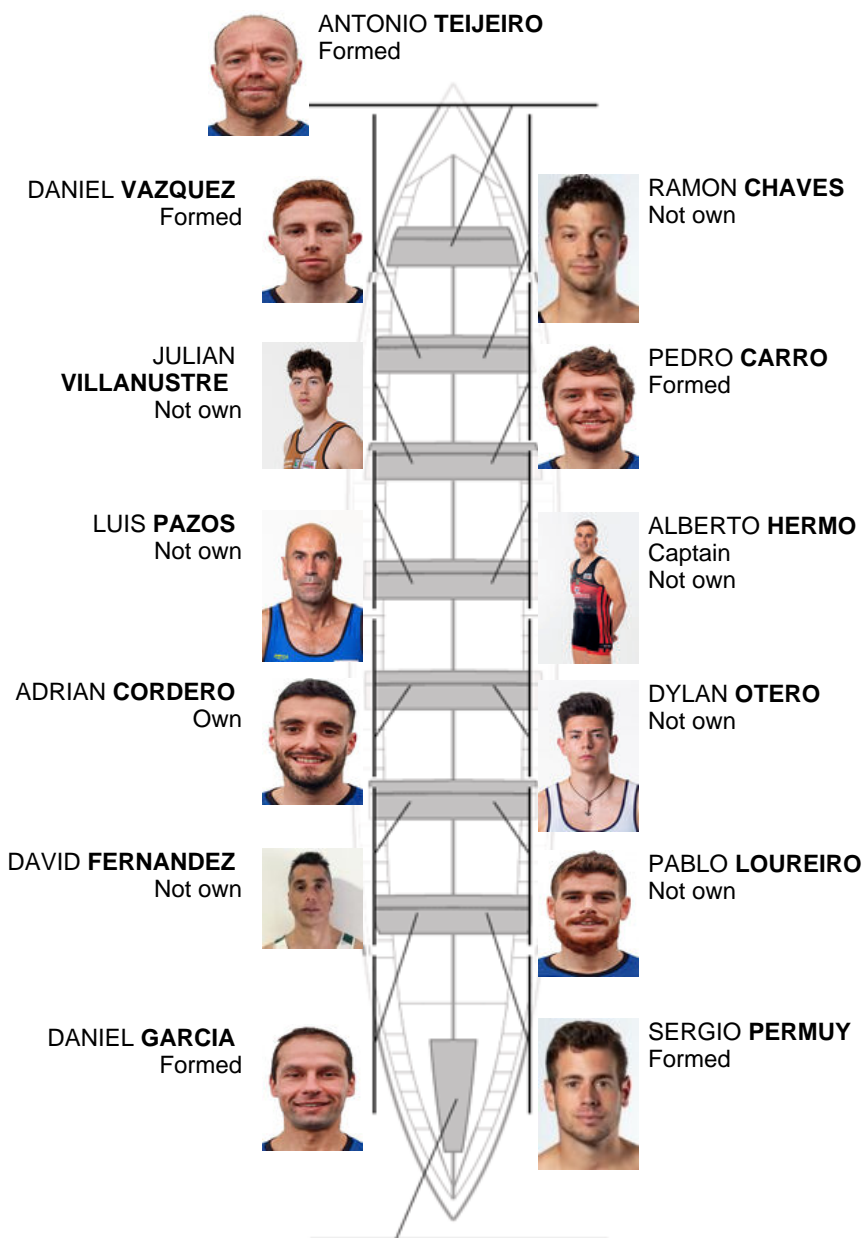 ANTONIO TEIJEIRO
Formed
DANIEL VAZQUEZ
Formed
RAMON CHAVES
Not own
JULIAN
VILLANUSTRE
Not own
PEDRO CARRO
Formed
LUIS PAZOS
Not own
ALBERTO HERMO
Captain
Not own
ADRIAN CORDERO
Own
DYLAN OTERO
Not own
DAVID FERNANDEZ
Not own
PABLO LOUREIRO
Not own
DANIEL GARCIA
Formed
SERGIO PERMUY
Formed